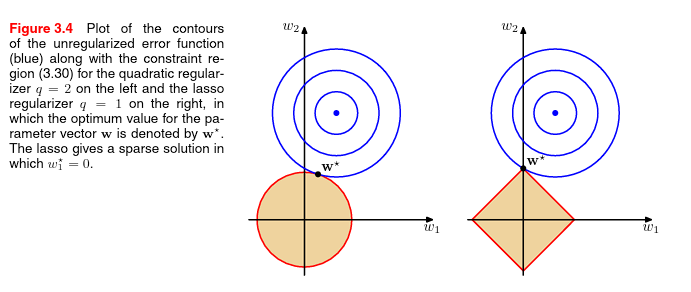 Figure 3.4 Plot of the contours
of the unregularized error function
(blue) along with the constraint re-
gion (3.30) for the quadratic regular-
izer q = 2 on the left and the lasso
regularizer q = 1 on the right, in
which the optimum value for the pa-
rameter vector w is denoted by w⋆.
The lasso gives a sparse solution in
which w₁⋆ = 0.
w₂
w⋆
w₁
w₂
w⋆
w₁